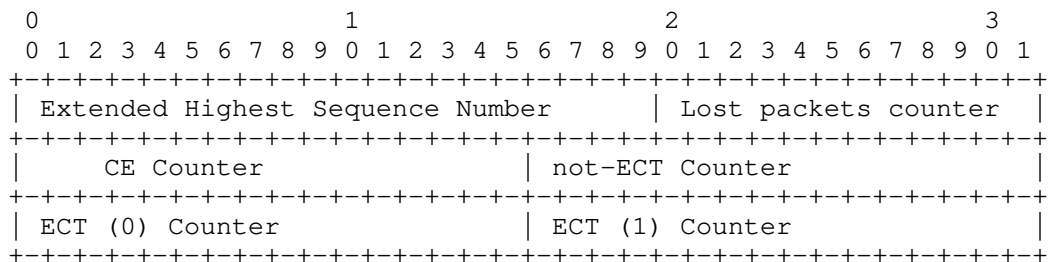 0                   1                   2                   3
 0 1 2 3 4 5 6 7 8 9 0 1 2 3 4 5 6 7 8 9 0 1 2 3 4 5 6 7 8 9 0 1
+-+-+-+-+-+-+-+-+-+-+-+-+-+-+-+-+-+-+-+-+-+-+-+-+-+-+-+-+-+-+-+-+
| Extended Highest Sequence Number      | Lost packets counter  |
+-+-+-+-+-+-+-+-+-+-+-+-+-+-+-+-+-+-+-+-+-+-+-+-+-+-+-+-+-+-+-+-+
|     CE Counter                | not-ECT Counter               |
+-+-+-+-+-+-+-+-+-+-+-+-+-+-+-+-+-+-+-+-+-+-+-+-+-+-+-+-+-+-+-+-+
| ECT (0) Counter               | ECT (1) Counter               |
+-+-+-+-+-+-+-+-+-+-+-+-+-+-+-+-+-+-+-+-+-+-+-+-+-+-+-+-+-+-+-+-+